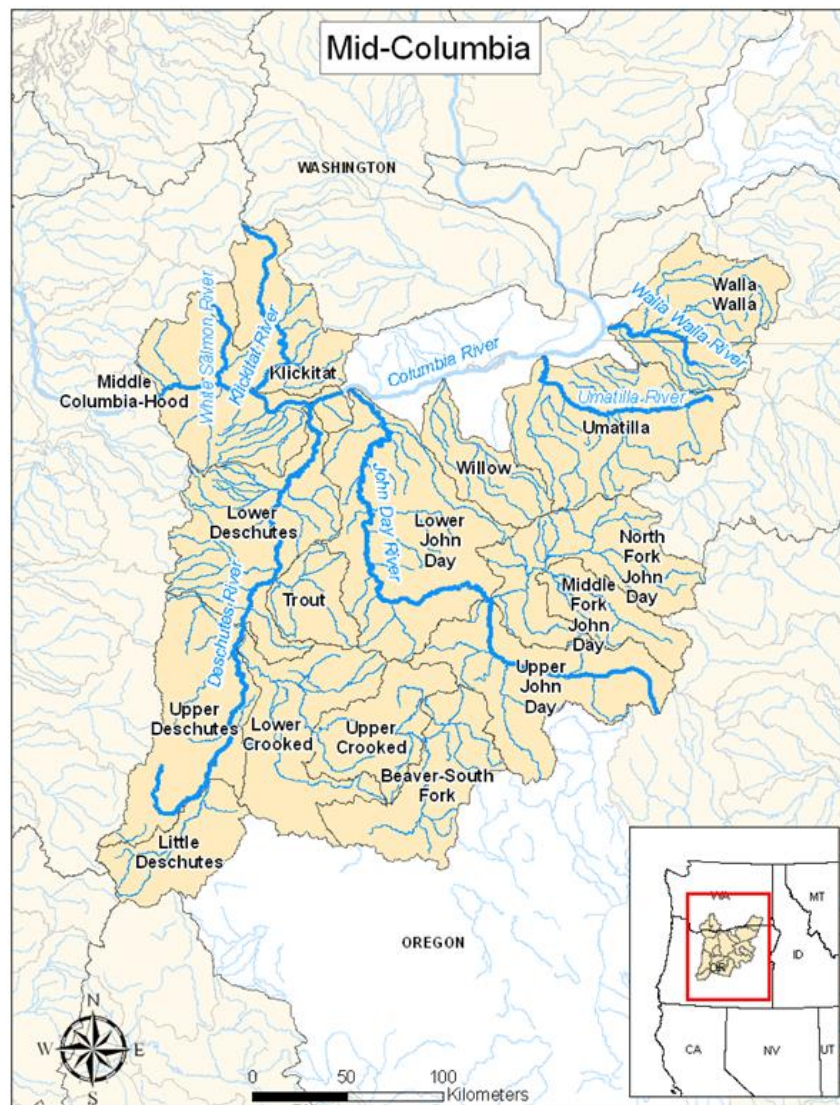 Mid-Columbia
WASHINGTON
Walla
Walla
Walla Walla River
White Salmon River
Klickitat River
Klickitat
Columbia River
Middle
Columbia-Hood
Umatilla River
Umatilla
Willow
John Day River
Lower
Deschutes
Lower
John
Day
North
Fork
John
Day
Deschutes River
Trout
Middle
Fork
John
Day
Upper
John
Day
Upper
Deschutes
Lower
Crooked
Upper
Crooked
Beaver-South
Fork
Little
Deschutes
OREGON
WA
MT
OR
ID
CA
NV
UT
N
W
E
S
0
50
100
Kilometers